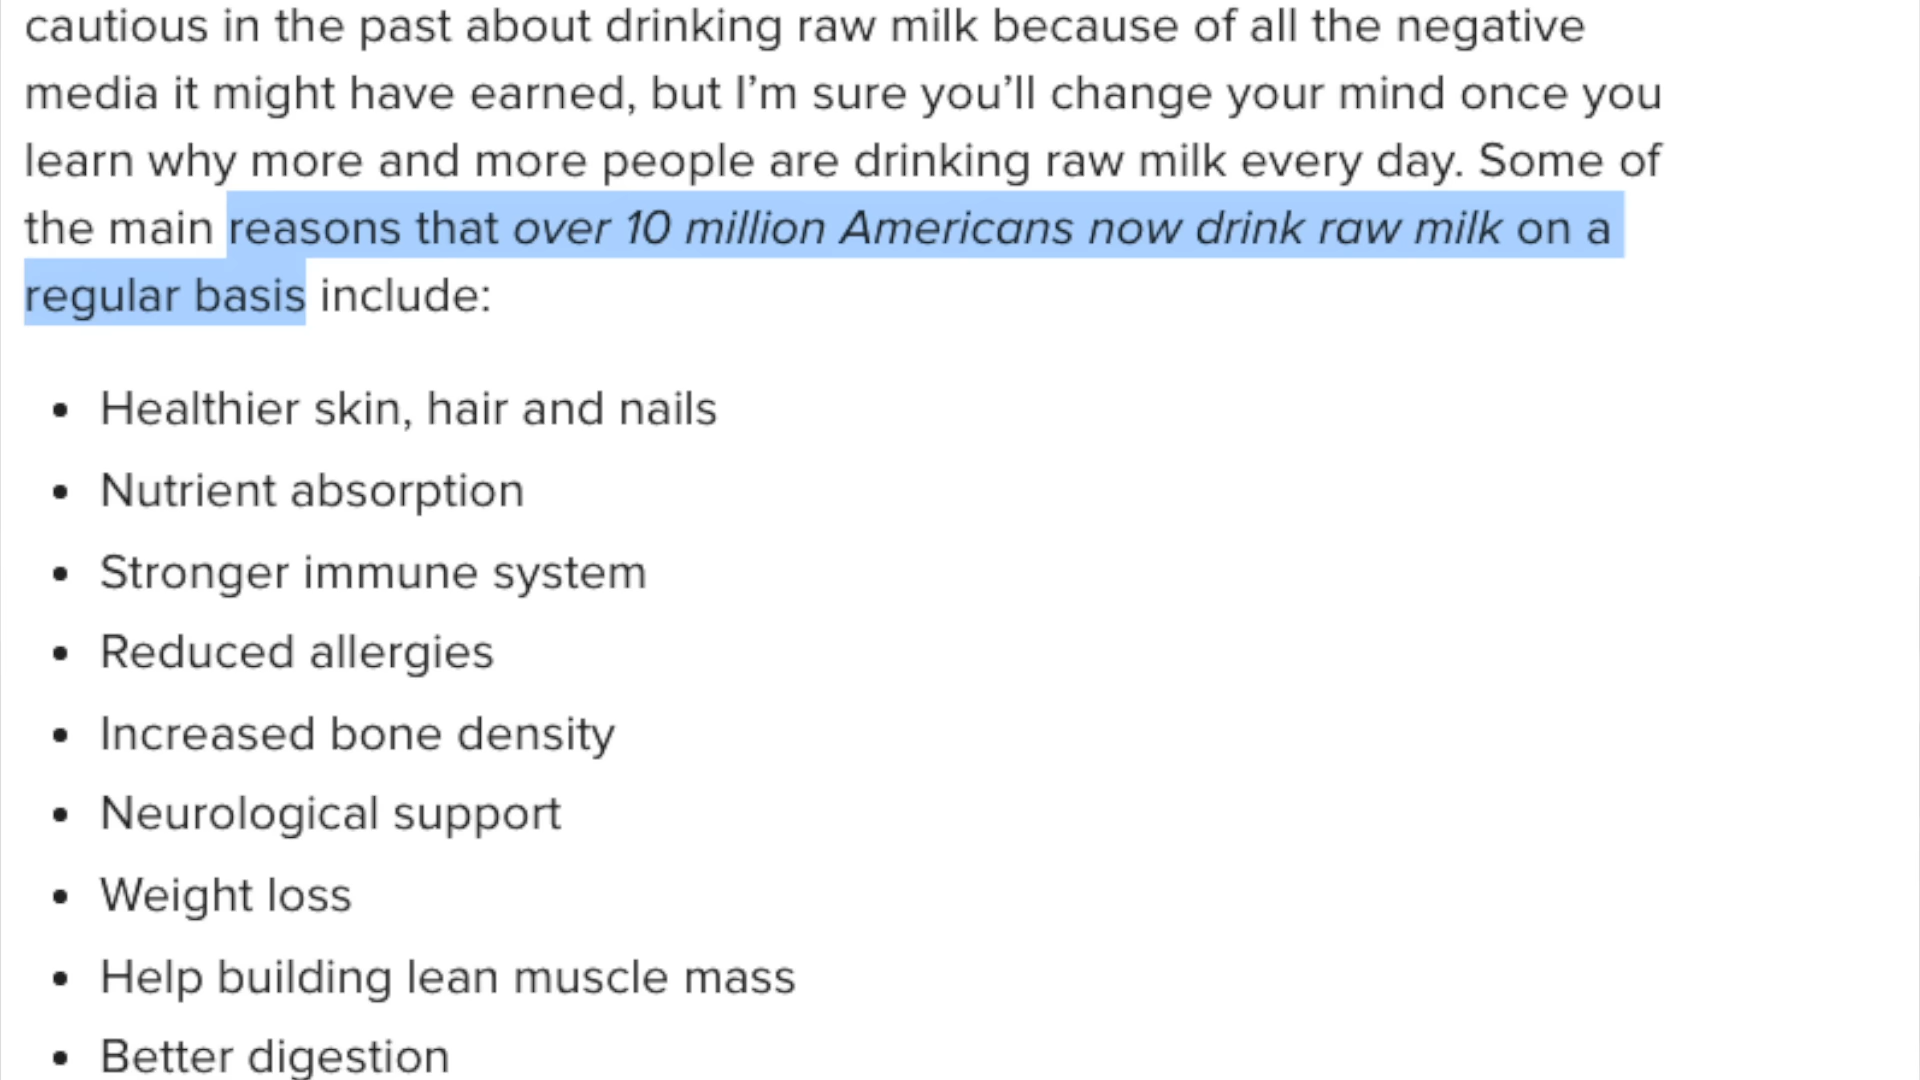 cautious in the past about drinking raw milk because of all the negative
media it might have earned, but I’m sure you’ll change your mind once you
learn why more and more people are drinking raw milk every day. Some of
the main reasons that over 10 million Americans now drink raw milk on a
regular basis include:
• Healthier skin, hair and nails
• Nutrient absorption
• Stronger immune system
• Reduced allergies
• Increased bone density
• Neurological support
• Weight loss
• Help building lean muscle mass
• Better digestion